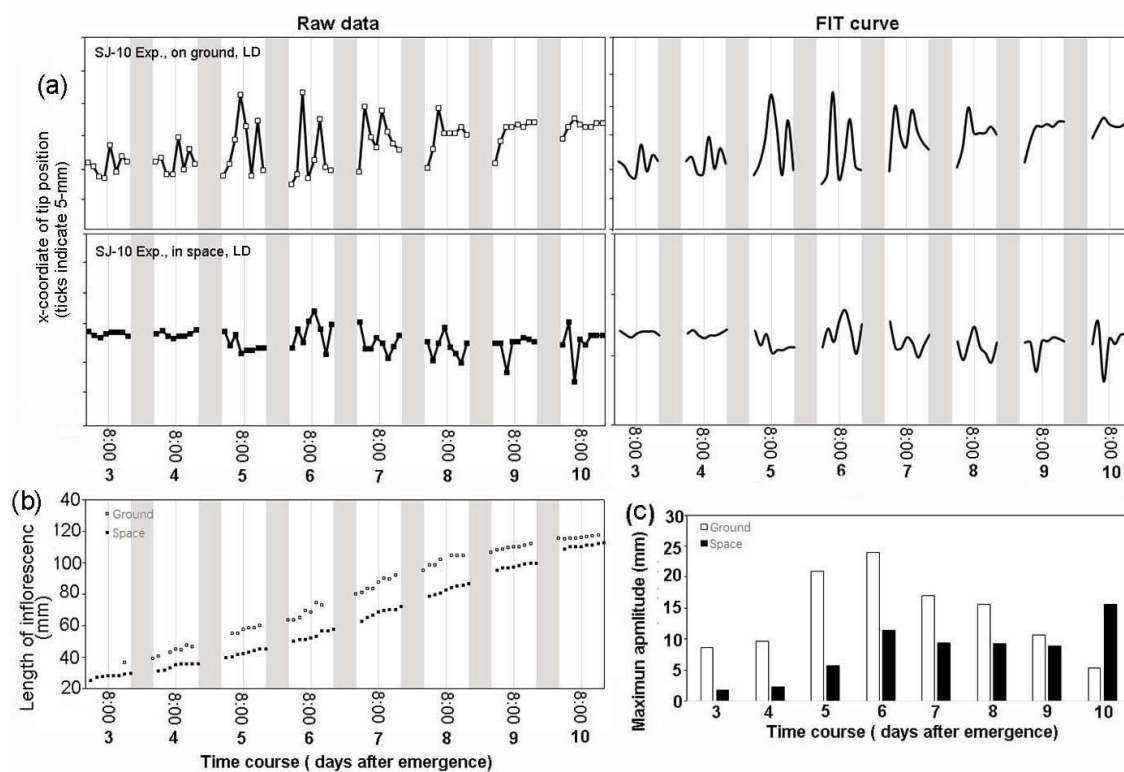 Raw data
FIT curve
(a)
SJ-10 Exp., on ground, LD
SJ-10 Exp., in space, LD
x-coordiate of tip position
(ticks indicate 5-mm)
8:00 8:00 8:00 8:00 8:00 8:00 8:00 8:00
3 4 5 6 7 8 9 10
8:00 8:00 8:00 8:00 8:00 8:00 8:00 8:00
3 4 5 6 7 8 9 10
(b)
Length of inflorescenc
(mm)
40
120
100
80
60
40
20
Ground
Space
8:00 8:00 8:00 8:00 8:00 8:00 8:00 8:00
3 4 5 6 7 8 9 10
Time course ( days after emergence)
(c)
Maximun apmlitude (mm)
30
25
20
15
10
5
0
Ground
Space
3 4 5 6 7 8 9 10
Time course ( days after emergence)